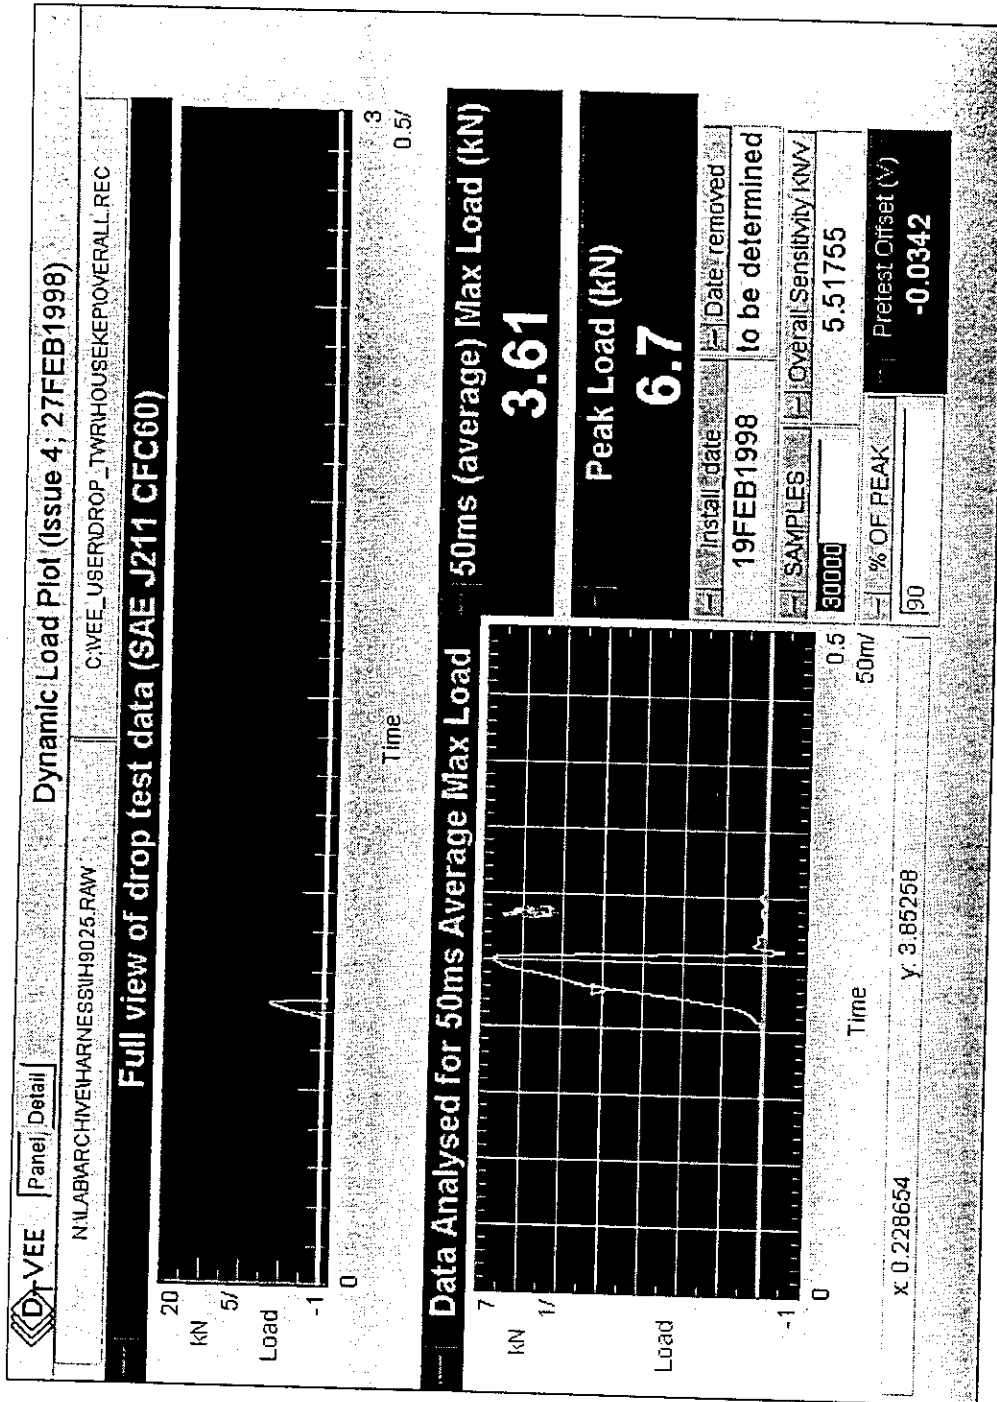 VEE
Panel Detail
Dynamic Load Plot (Issue 4; 27FEB1998)
N:\LABARCHIVE\HARNESS\IH9025.RAW
C:\VEE_USER\DROP_TWR\HOUSEKEP\OVERALL.REC
Full view of drop test data (SAE J211 CFC60)
20
kN
5/
Load
-1
0
Time
3
0.5/
Data Analysed for 50ms Average Max Load
7
kN
1/
Load
-1
0
Time
0.5
50m/
x: 0.228654
y: 3.85258
50ms (average) Max Load (kN)
3.61
Peak Load (kN)
6.7
Install date
19FEB1998
Date removed
to be determined
SAMPLES
30000
Overall Sensitivity KN/V
5.51755
% OF PEAK
90
Pretest Offset (V)
-0.0342